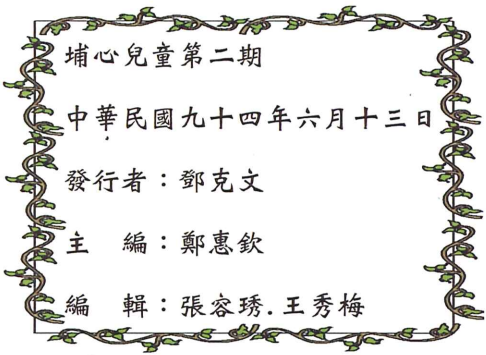 埔心兒童第二期
中華民國九十四年六月十三日
發行者：鄧克文
主　編：鄭惠欽
編　輯：張容琇.王秀梅